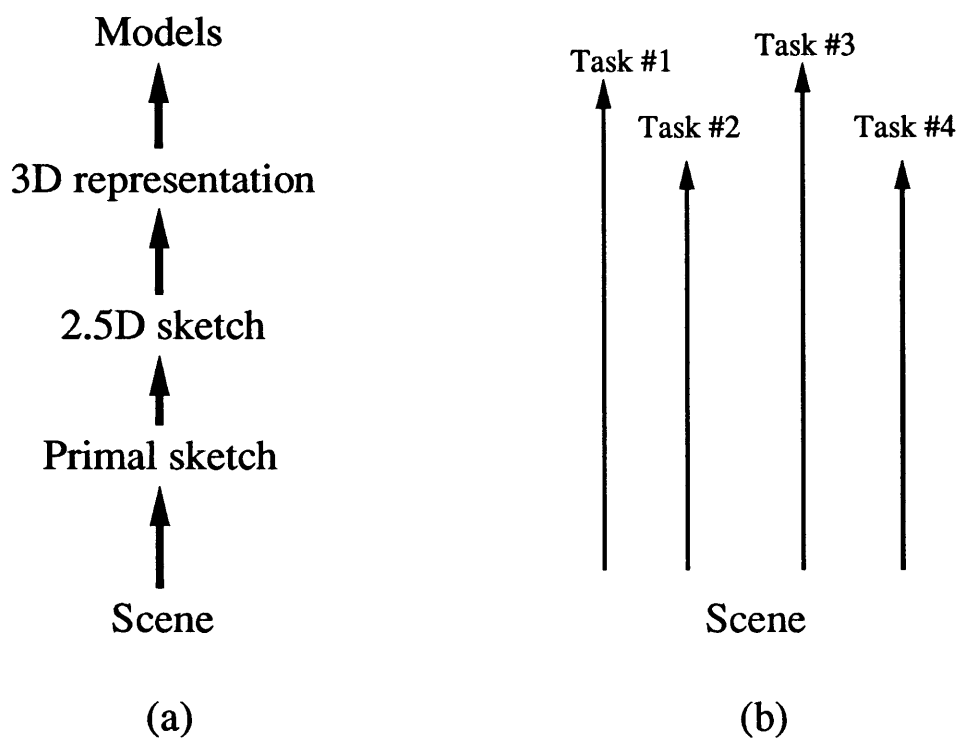 Models
3D representation
2.5D sketch
Primal sketch
Scene
(a)
Task #1
Task #3
Task #2
Task #4
Scene
(b)